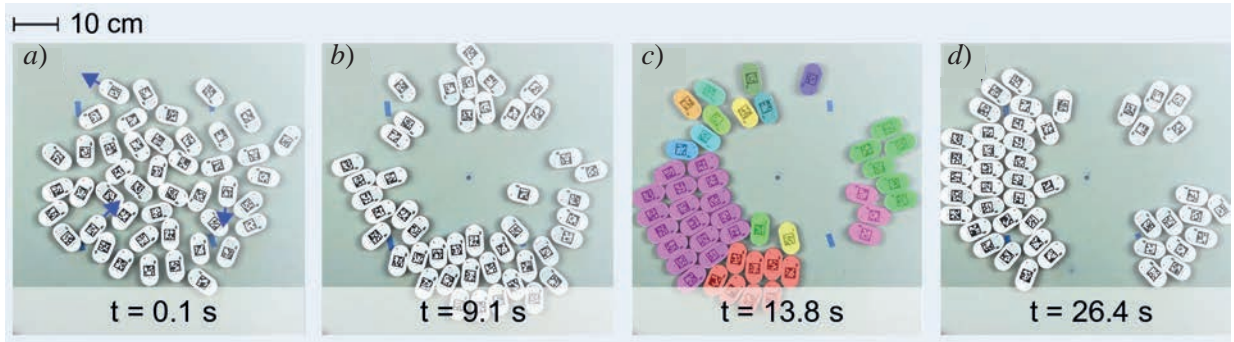 10 cm
a) b) c) d)
t = 0.1 s t = 9.1 s t = 13.8 s t = 26.4 s